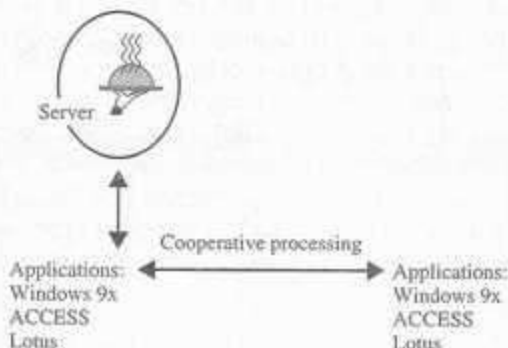 Server
Cooperative processing
Applications:
Windows 9x
ACCESS
Lotus
Applications:
Windows 9x
ACCESS
Lotus